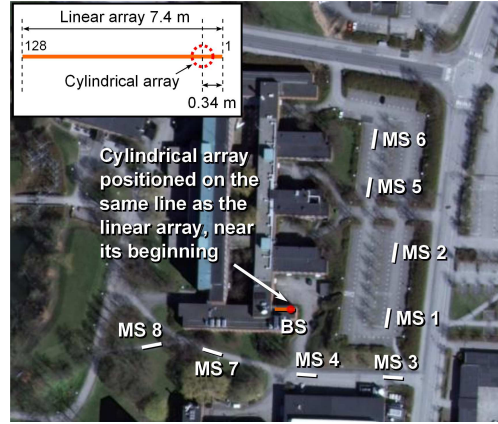 Linear array 7.4 m
128
1
Cylindrical array
0.34 m
MS 6
Cylindrical array
positioned on the
same line as the
linear array, near
its beginning
MS 5
MS 2
MS 1
BS
MS 8
MS 7
MS 4
MS 3